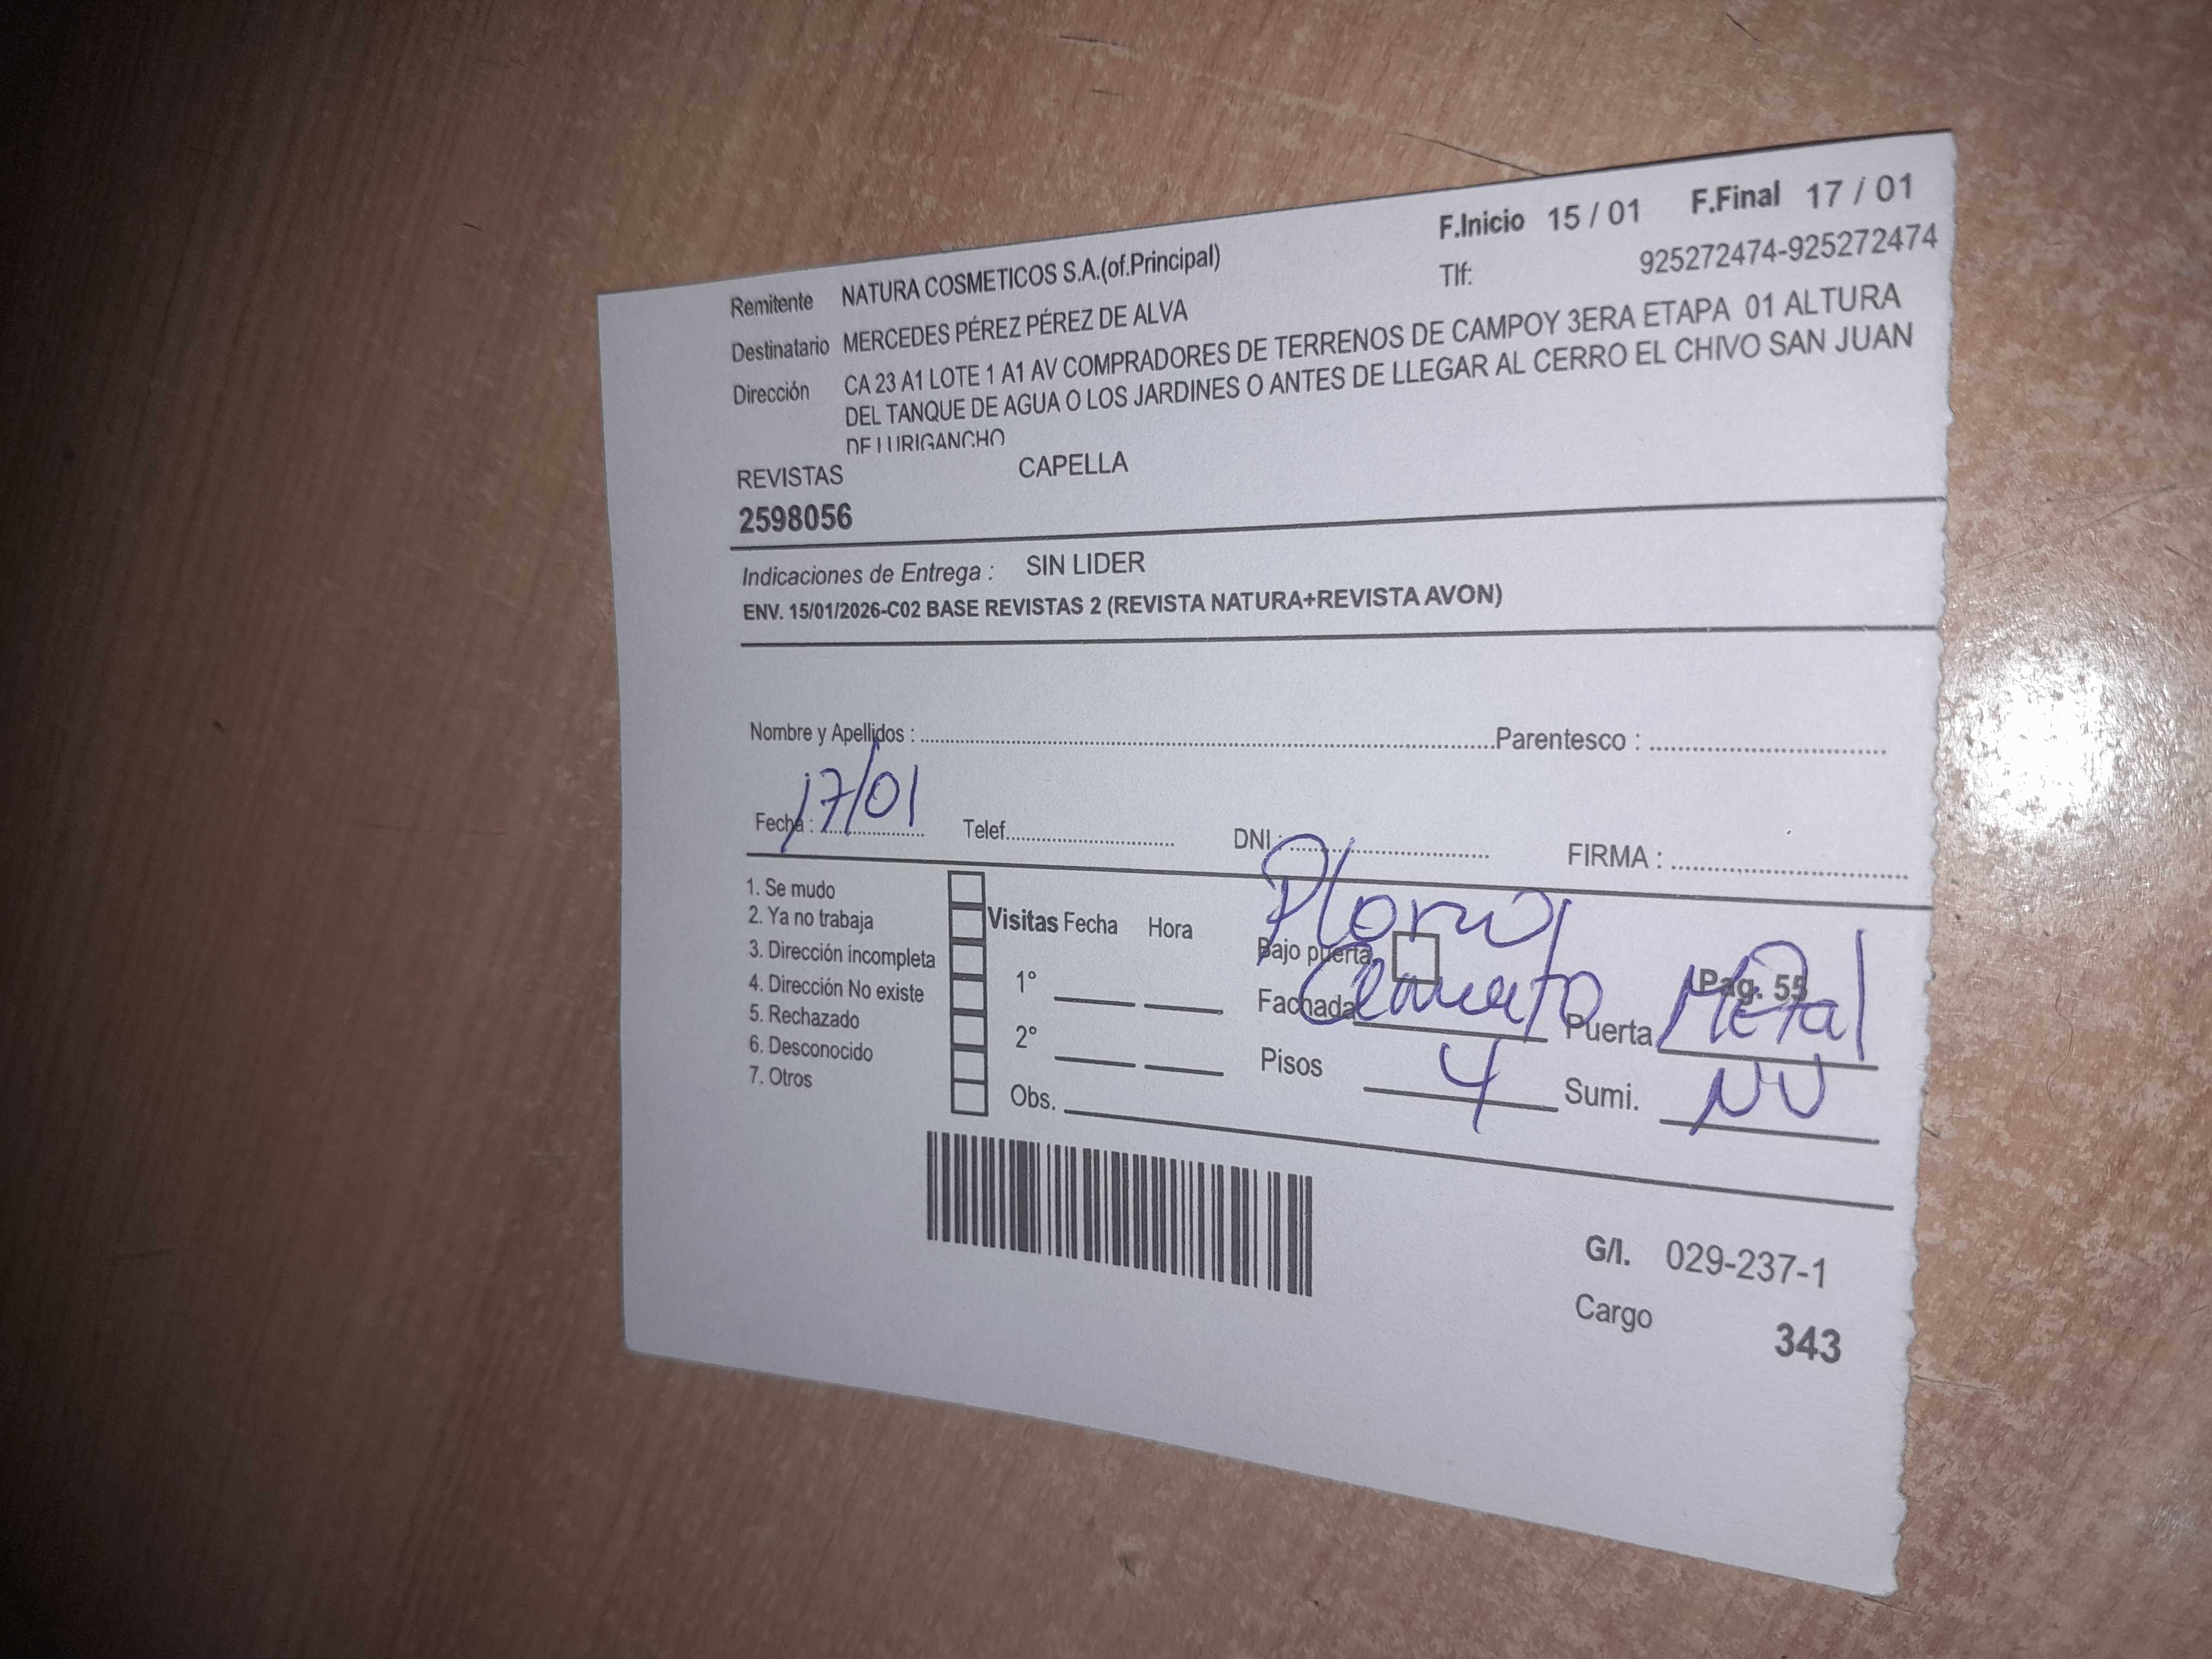 F.Inicio 15 / 01 F.Final 17 / 01
Remitente NATURA COSMETICOS S.A.(of.Principal) Tlf: 925272474-925272474
Destinatario MERCEDES PÉREZ PÉREZ DE ALVA
Dirección CA 23 A1 LOTE 1 A1 AV COMPRADORES DE TERRENOS DE CAMPOY 3ERA ETAPA 01 ALTURA
DEL TANQUE DE AGUA O LOS JARDINES O ANTES DE LLEGAR AL CERRO EL CHIVO SAN JUAN
DE LURIGANCHO
REVISTAS CAPELLA
2598056
Indicaciones de Entrega : SIN LIDER
ENV. 15/01/2026-C02 BASE REVISTAS 2 (REVISTA NATURA+REVISTA AVON)
Nombre y Apellidos : Parentesco :
Fecha : 17/01 Telef. DNI : FIRMA :
1. Se mudo
2. Ya no trabaja
3. Dirección incompleta
4. Dirección No existe
5. Rechazado
6. Desconocido
7. Otros
Visitas Fecha Hora
1°
2°
Obs.
Bajo puerta Pag. 55
Fachada Puerta Metal
Pisos 4 Sumi.
G/I. 029-237-1
Cargo 343